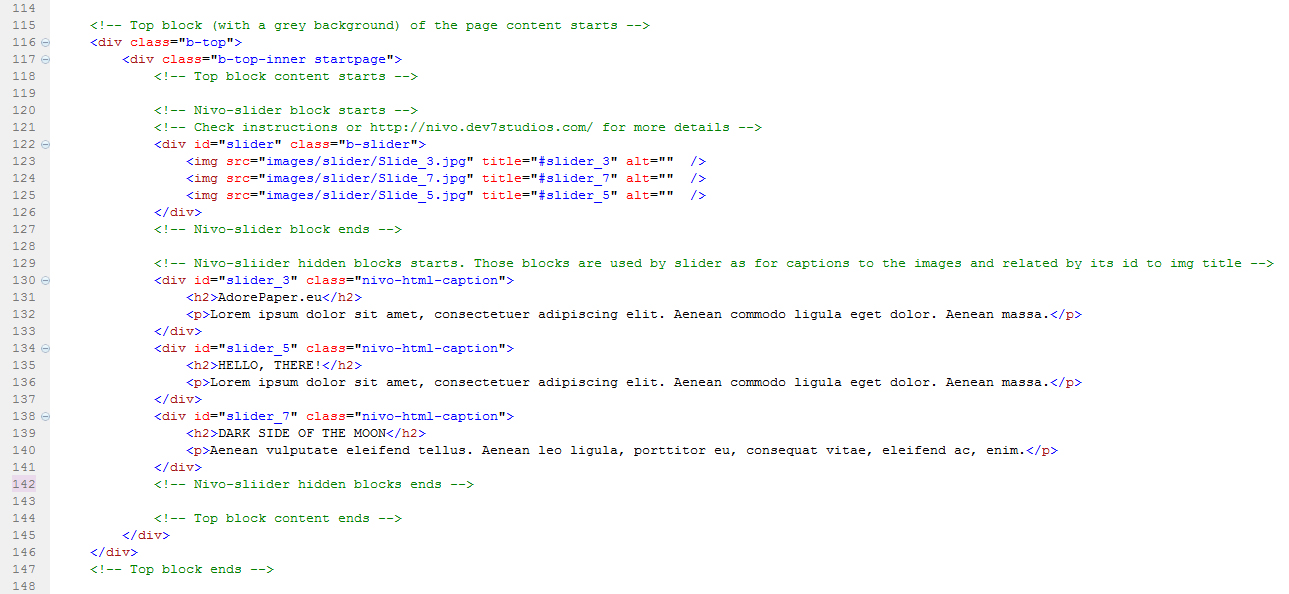 114
115 <!-- Top block (with a grey background) of the page content starts -->
116 <div class="b-top">
117 <div class="b-top-inner startpage">
118 <!-- Top block content starts -->
119
120 <!-- Nivo-slider block starts -->
121 <!-- Check instructions or http://nivo.dev7studios.com/ for more details -->
122 <div id="slider" class="b-slider">
123 <img src="images/slider/Slide_3.jpg" title="#slider_3" alt=""  />
124 <img src="images/slider/Slide_7.jpg" title="#slider_7" alt=""  />
125 <img src="images/slider/Slide_5.jpg" title="#slider_5" alt=""  />
126 </div>
127 <!-- Nivo-slider block ends -->
128
129 <!-- Nivo-sliider hidden blocks starts. Those blocks are used by slider as for captions to the images and related by its id to img title -->
130 <div id="slider_3" class="nivo-html-caption">
131 <h2>AdorePaper.eu</h2>
132 <p>Lorem ipsum dolor sit amet, consectetuer adipiscing elit. Aenean commodo ligula eget dolor. Aenean massa.</p>
133 </div>
134 <div id="slider_5" class="nivo-html-caption">
135 <h2>HELLO, THERE!</h2>
136 <p>Lorem ipsum dolor sit amet, consectetuer adipiscing elit. Aenean commodo ligula eget dolor. Aenean massa.</p>
137 </div>
138 <div id="slider_7" class="nivo-html-caption">
139 <h2>DARK SIDE OF THE MOON</h2>
140 <p>Aenean vulputate eleifend tellus. Aenean leo ligula, porttitor eu, consequat vitae, eleifend ac, enim.</p>
141 </div>
142 <!-- Nivo-sliider hidden blocks ends -->
143
144 <!-- Top block content ends -->
145 </div>
146 </div>
147 <!-- Top block ends -->
148